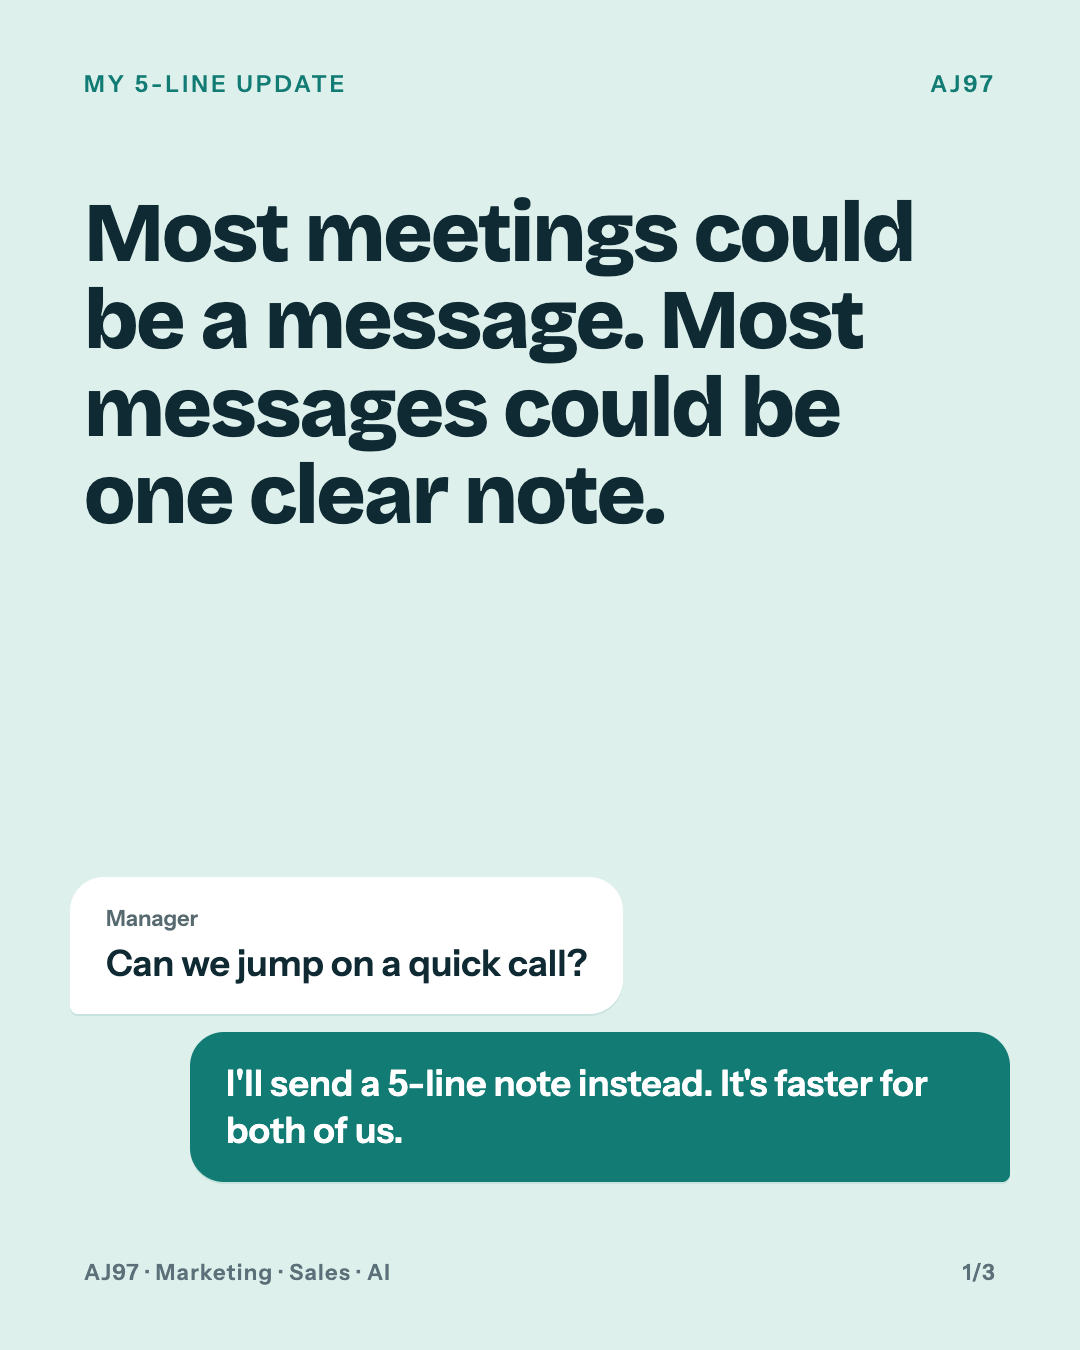 MY 5-LINE UPDATE
AJ97
Most meetings could
be a message. Most
messages could be
one clear note.
Manager
Can we jump on a quick call?
I'll send a 5-line note instead. It's faster for
both of us.
AJ97 · Marketing · Sales · AI
1/3